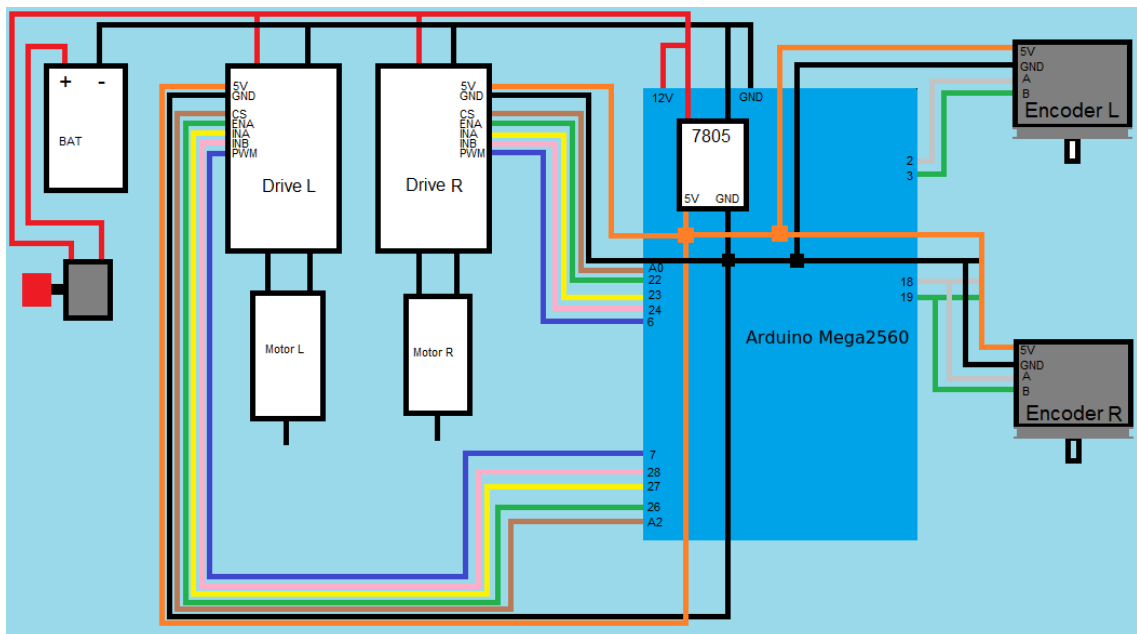 + -
BAT
5V
GND
CS
ENA
INA
INB
PWM
Drive L
Motor L
5V
GND
CS
ENA
INA
INB
PWM
Drive R
Motor R
12V
GND
7805
5V GND
A0
22
23
24
6
7
28
27
26
A2
2
3
18
19
Arduino Mega2560
5V
GND
A
B
Encoder L
5V
GND
A
B
Encoder R